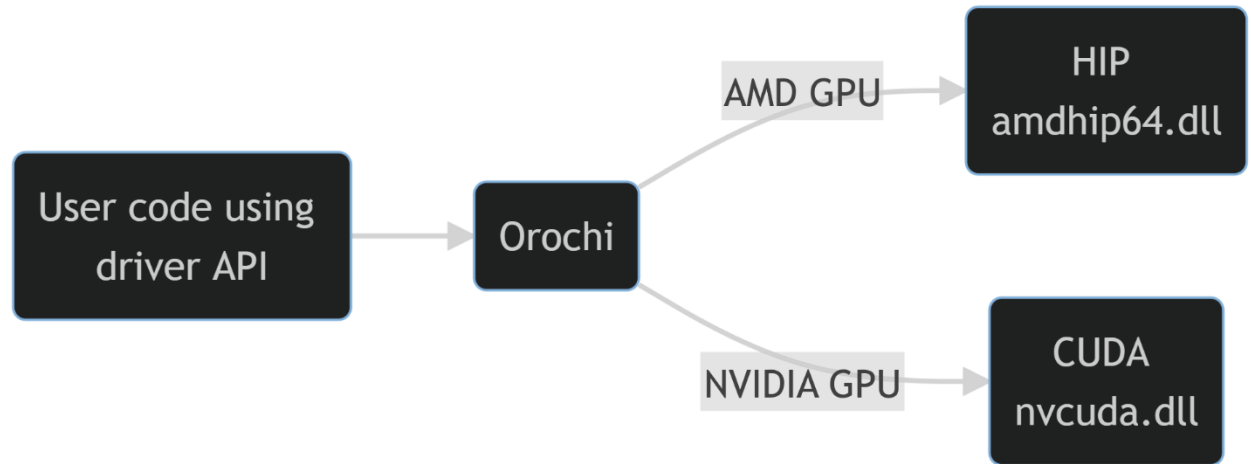 User code using
driver API
Orochi
AMD GPU
HIP
amdhip64.dll
NVIDIA GPU
CUDA
nvcuda.dll